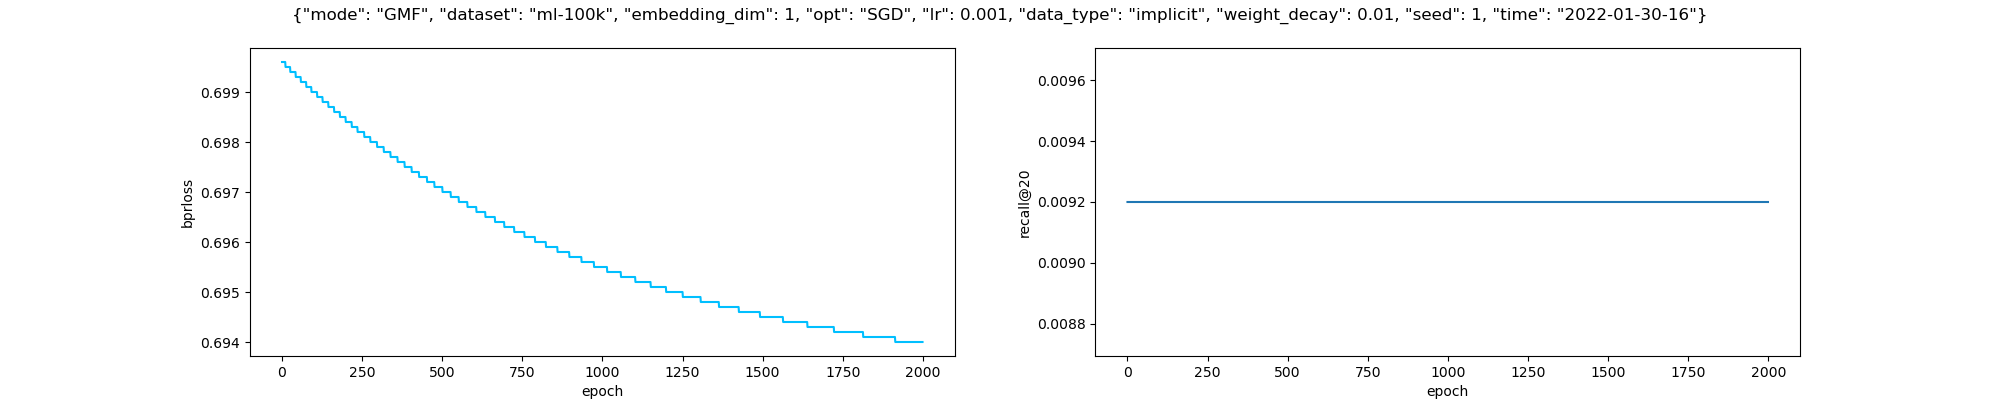 {"mode": "GMF", "dataset": "ml-100k", "embedding_dim": 1, "opt": "SGD", "lr": 0.001, "data_type": "implicit", "weight_decay": 0.01, "seed": 1, "time": "2022-01-30-16"}
0.699
0.698
0.697
0.696
0.695
0.694
bprloss
0 250 500 750 1000 1250 1500 1750 2000
epoch
0.0096
0.0094
0.0092
0.0090
0.0088
recall@20
0 250 500 750 1000 1250 1500 1750 2000
epoch